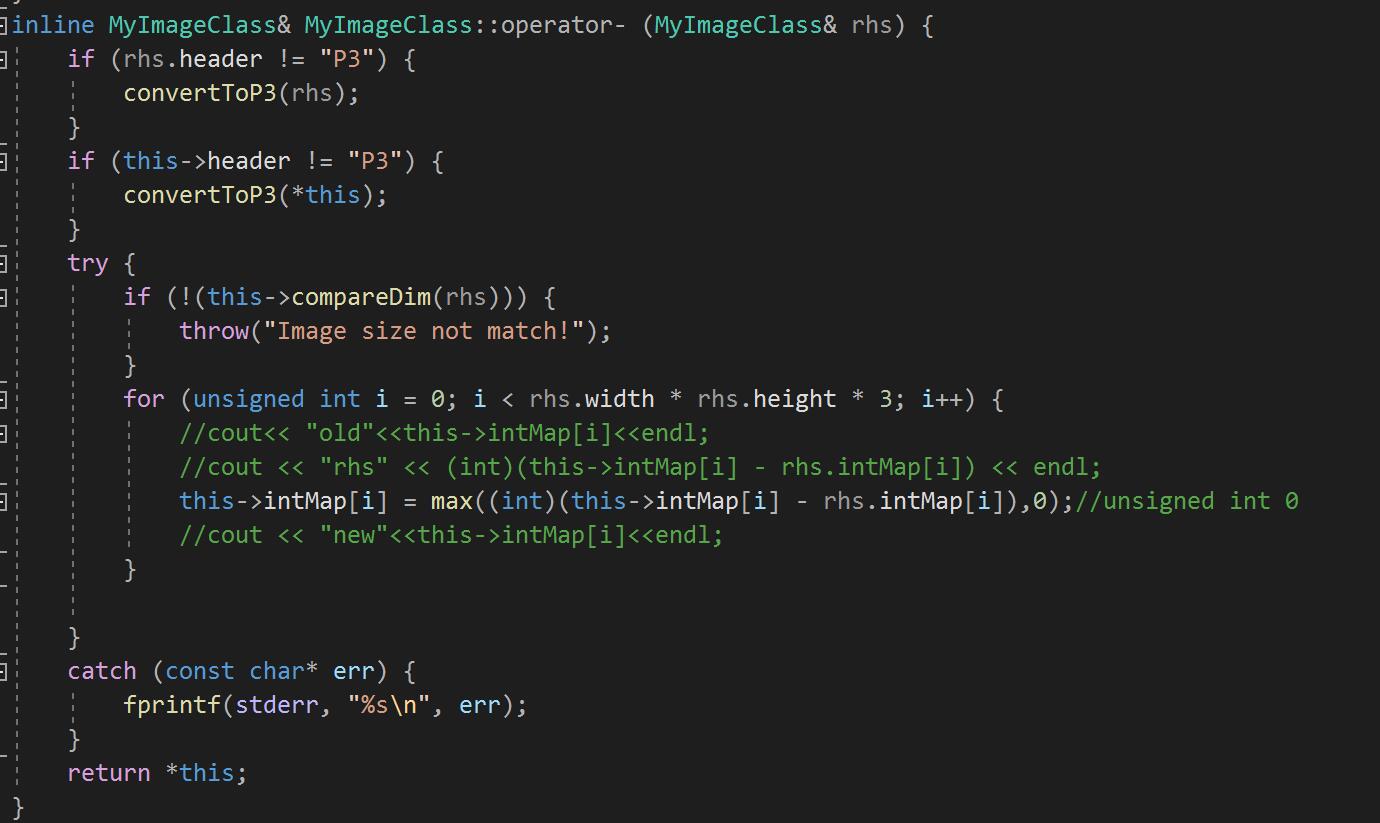 inline MyImageClass& MyImageClass::operator- (MyImageClass& rhs) {
    if (rhs.header != "P3") {
        convertToP3(rhs);
    }
    if (this->header != "P3") {
        convertToP3(*this);
    }
    try {
        if (!(this->compareDim(rhs))) {
            throw("Image size not match!");
        }
        for (unsigned int i = 0; i < rhs.width * rhs.height * 3; i++) {
            //cout<< "old"<<this->intMap[i]<<endl;
            //cout << "rhs" << (int)(this->intMap[i] - rhs.intMap[i]) << endl;
            this->intMap[i] = max((int)(this->intMap[i] - rhs.intMap[i]),0);//unsigned int 0
            //cout << "new"<<this->intMap[i]<<endl;
        }
    }
    catch (const char* err) {
        fprintf(stderr, "%s\n", err);
    }
    return *this;
}